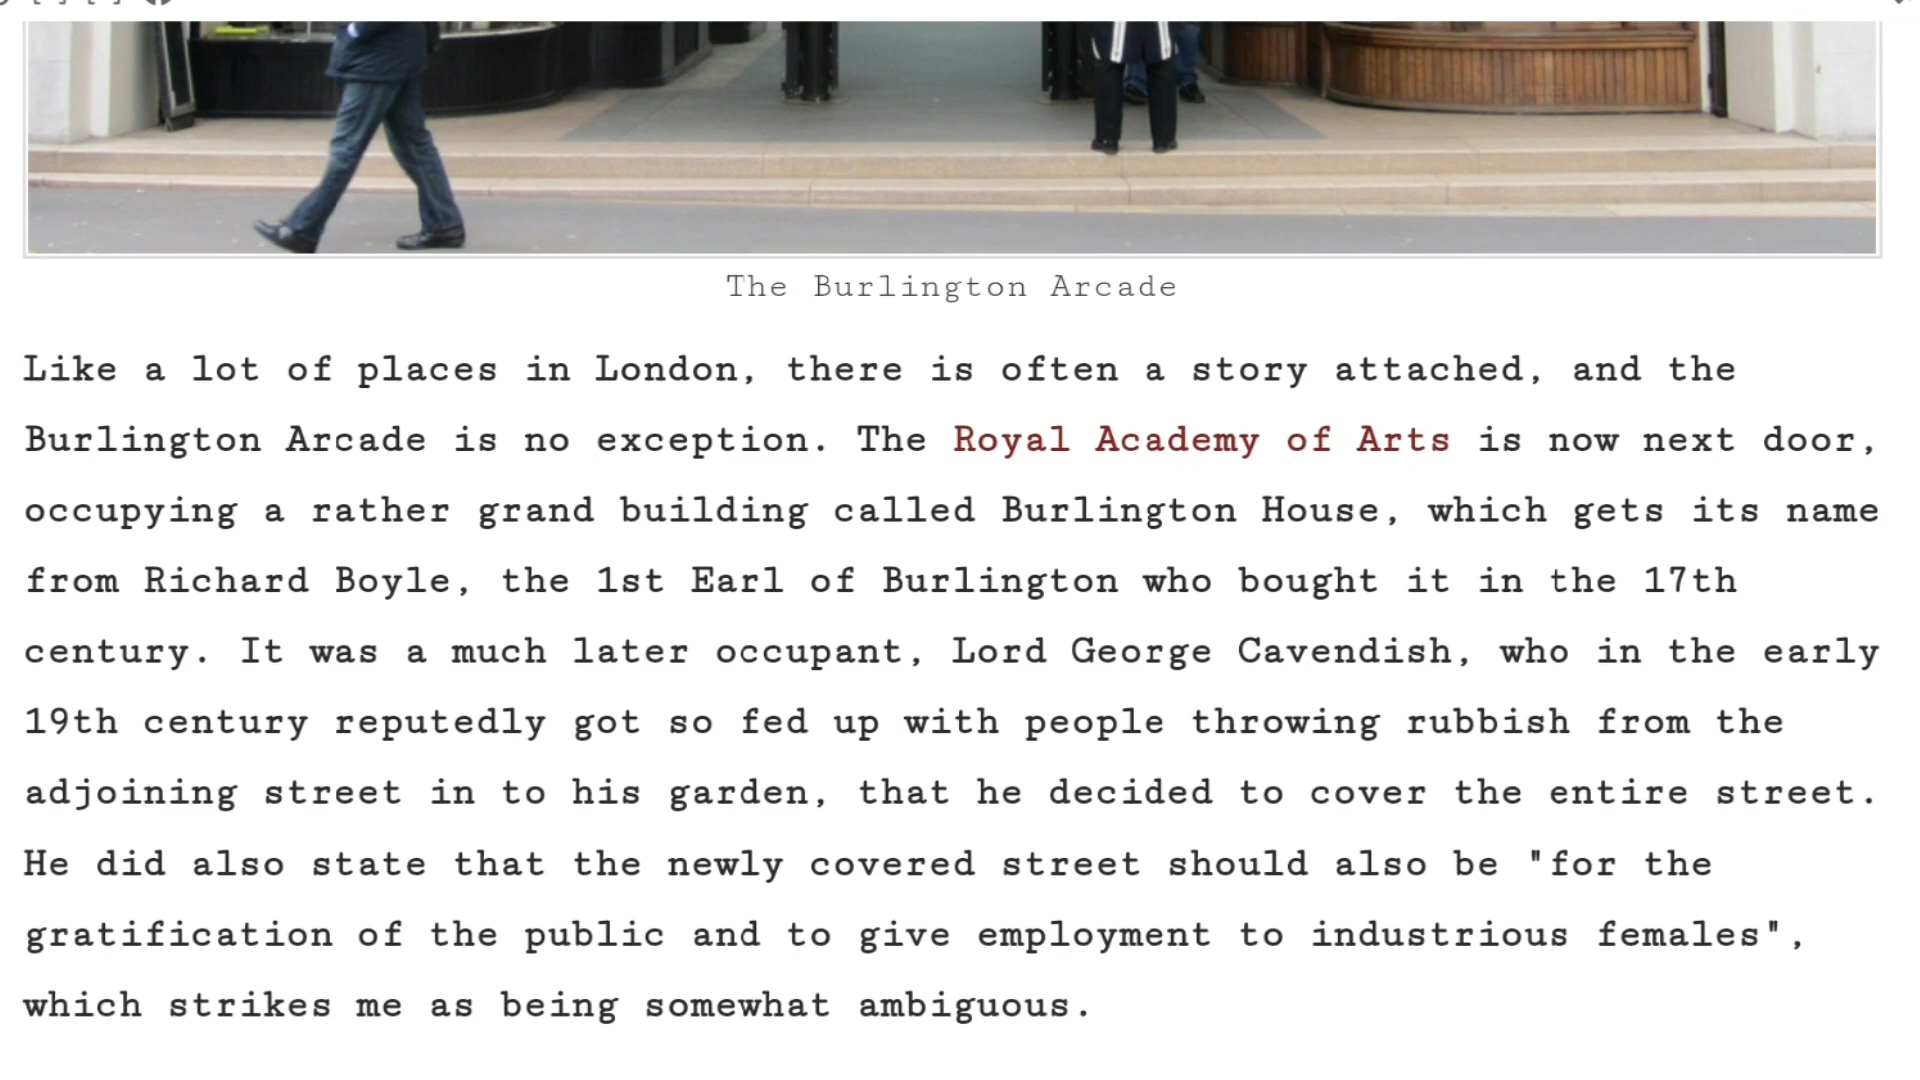 The Burlington Arcade
Like a lot of places in London, there is often a story attached, and the
Burlington Arcade is no exception. The Royal Academy of Arts is now next door,
occupying a rather grand building called Burlington House, which gets its name
from Richard Boyle, the 1st Earl of Burlington who bought it in the 17th
century. It was a much later occupant, Lord George Cavendish, who in the early
19th century reputedly got so fed up with people throwing rubbish from the
adjoining street in to his garden, that he decided to cover the entire street.
He did also state that the newly covered street should also be "for the
gratification of the public and to give employment to industrious females",
which strikes me as being somewhat ambiguous.